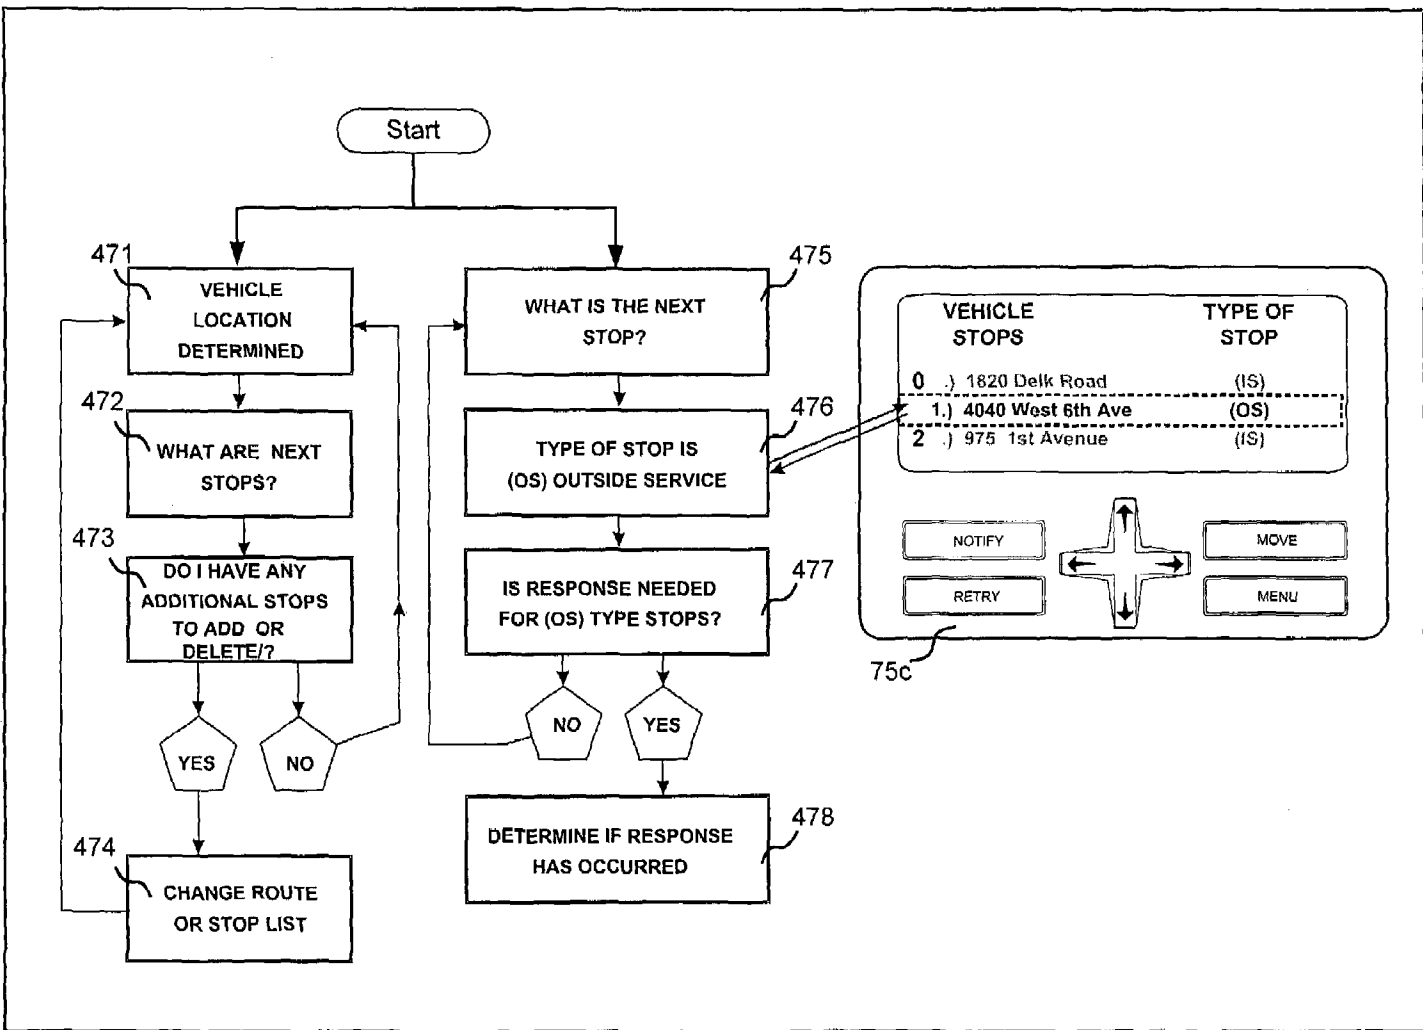 Start
471
VEHICLE
LOCATION
DETERMINED
472
WHAT ARE NEXT
STOPS?
473
DO I HAVE ANY
ADDITIONAL STOPS
TO ADD OR
DELETE/?
YES
NO
474
CHANGE ROUTE
OR STOP LIST
475
WHAT IS THE NEXT
STOP?
476
TYPE OF STOP IS
(OS) OUTSIDE SERVICE
477
IS RESPONSE NEEDED
FOR (OS) TYPE STOPS?
NO
YES
478
DETERMINE IF RESPONSE
HAS OCCURRED
VEHICLE STOPS
TYPE OF STOP
0 .) 1820 Delk Road (IS)
1.) 4040 West 6th Ave (OS)
2 .) 975 1st Avenue (IS)
NOTIFY
MOVE
RETRY
MENU
75c